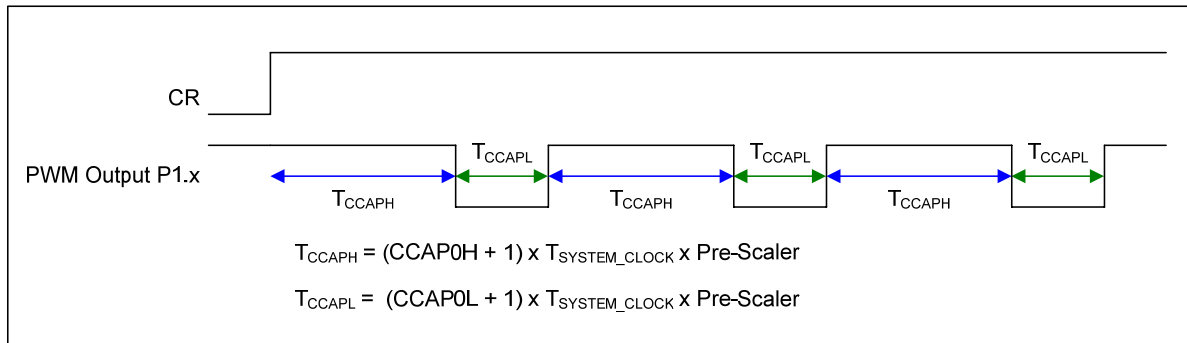 CR
PWM Output P1.x
TCCAPL TCCAPL TCCAPL
TCCAPH TCCAPH TCCAPH
TCCAPH = (CCAP0H + 1) x TSYSTEM_CLOCK x Pre-Scaler
TCCAPL = (CCAP0L + 1) x TSYSTEM_CLOCK x Pre-Scaler